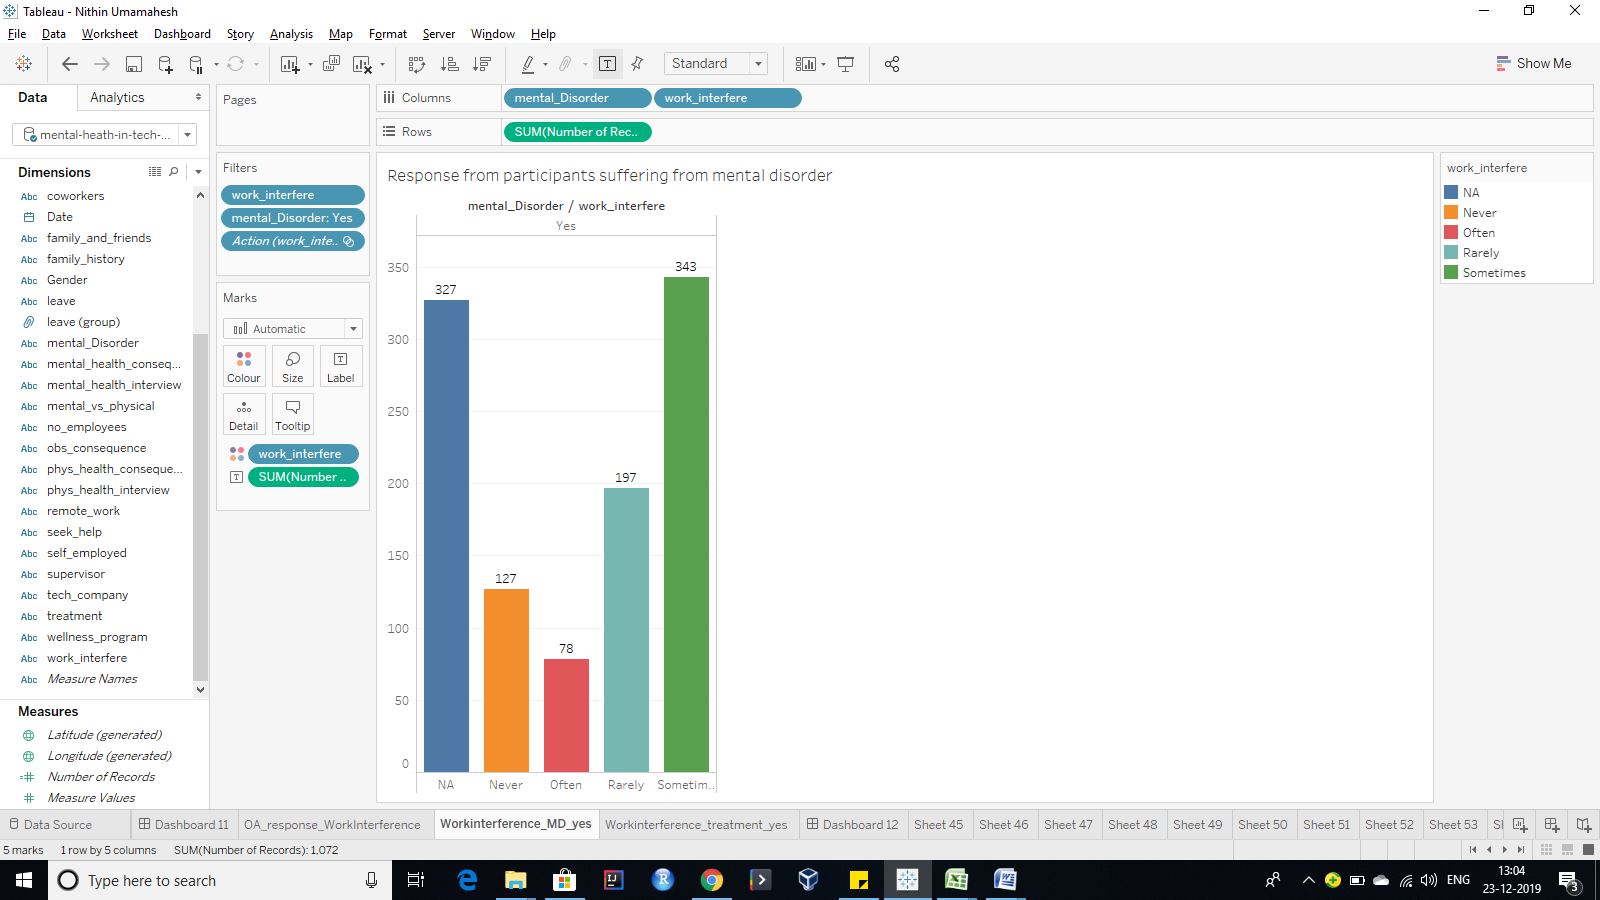 Tableau - Nithin Umamahesh
File Data Worksheet Dashboard Story Analysis Map Format Server Window Help
Standard
Show Me
Data Analytics
mental-heath-in-tech-...
Dimensions
Abc coworkers
Date
Abc family_and_friends
Abc family_history
Abc Gender
Abc leave
leave (group)
Abc mental_Disorder
Abc mental_health_conseq...
Abc mental_health_interview
Abc mental_vs_physical
Abc no_employees
Abc obs_consequence
Abc phys_health_conseque...
Abc phys_health_interview
Abc remote_work
Abc seek_help
Abc self_employed
Abc supervisor
Abc tech_company
Abc treatment
Abc wellness_program
Abc work_interfere
Abc Measure Names
Measures
Latitude (generated)
Longitude (generated)
Number of Records
Measure Values
Pages
Filters
work_interfere
mental_Disorder: Yes
Action (work_inte..
Marks
Automatic
Colour Size Label
Detail Tooltip
work_interfere
SUM(Number ..
Columns mental_Disorder work_interfere
Rows SUM(Number of Rec..
Response from participants suffering from mental disorder
mental_Disorder / work_interfere
Yes
350
300
250
200
150
100
50
0
327
127
78
197
343
NA Never Often Rarely Sometim..
work_interfere
NA
Never
Often
Rarely
Sometimes
Data Source Dashboard 11 OA_response_WorkInterference Workinterference_MD_yes Workinterference_treatment_yes Dashboard 12 Sheet 45 Sheet 46 Sheet 47 Sheet 48 Sheet 49 Sheet 50 Sheet 51 Sheet 52 Sheet 53
5 marks 1 row by 5 columns SUM(Number of Records): 1,072
Type here to search
ENG
13:04
23-12-2019
3